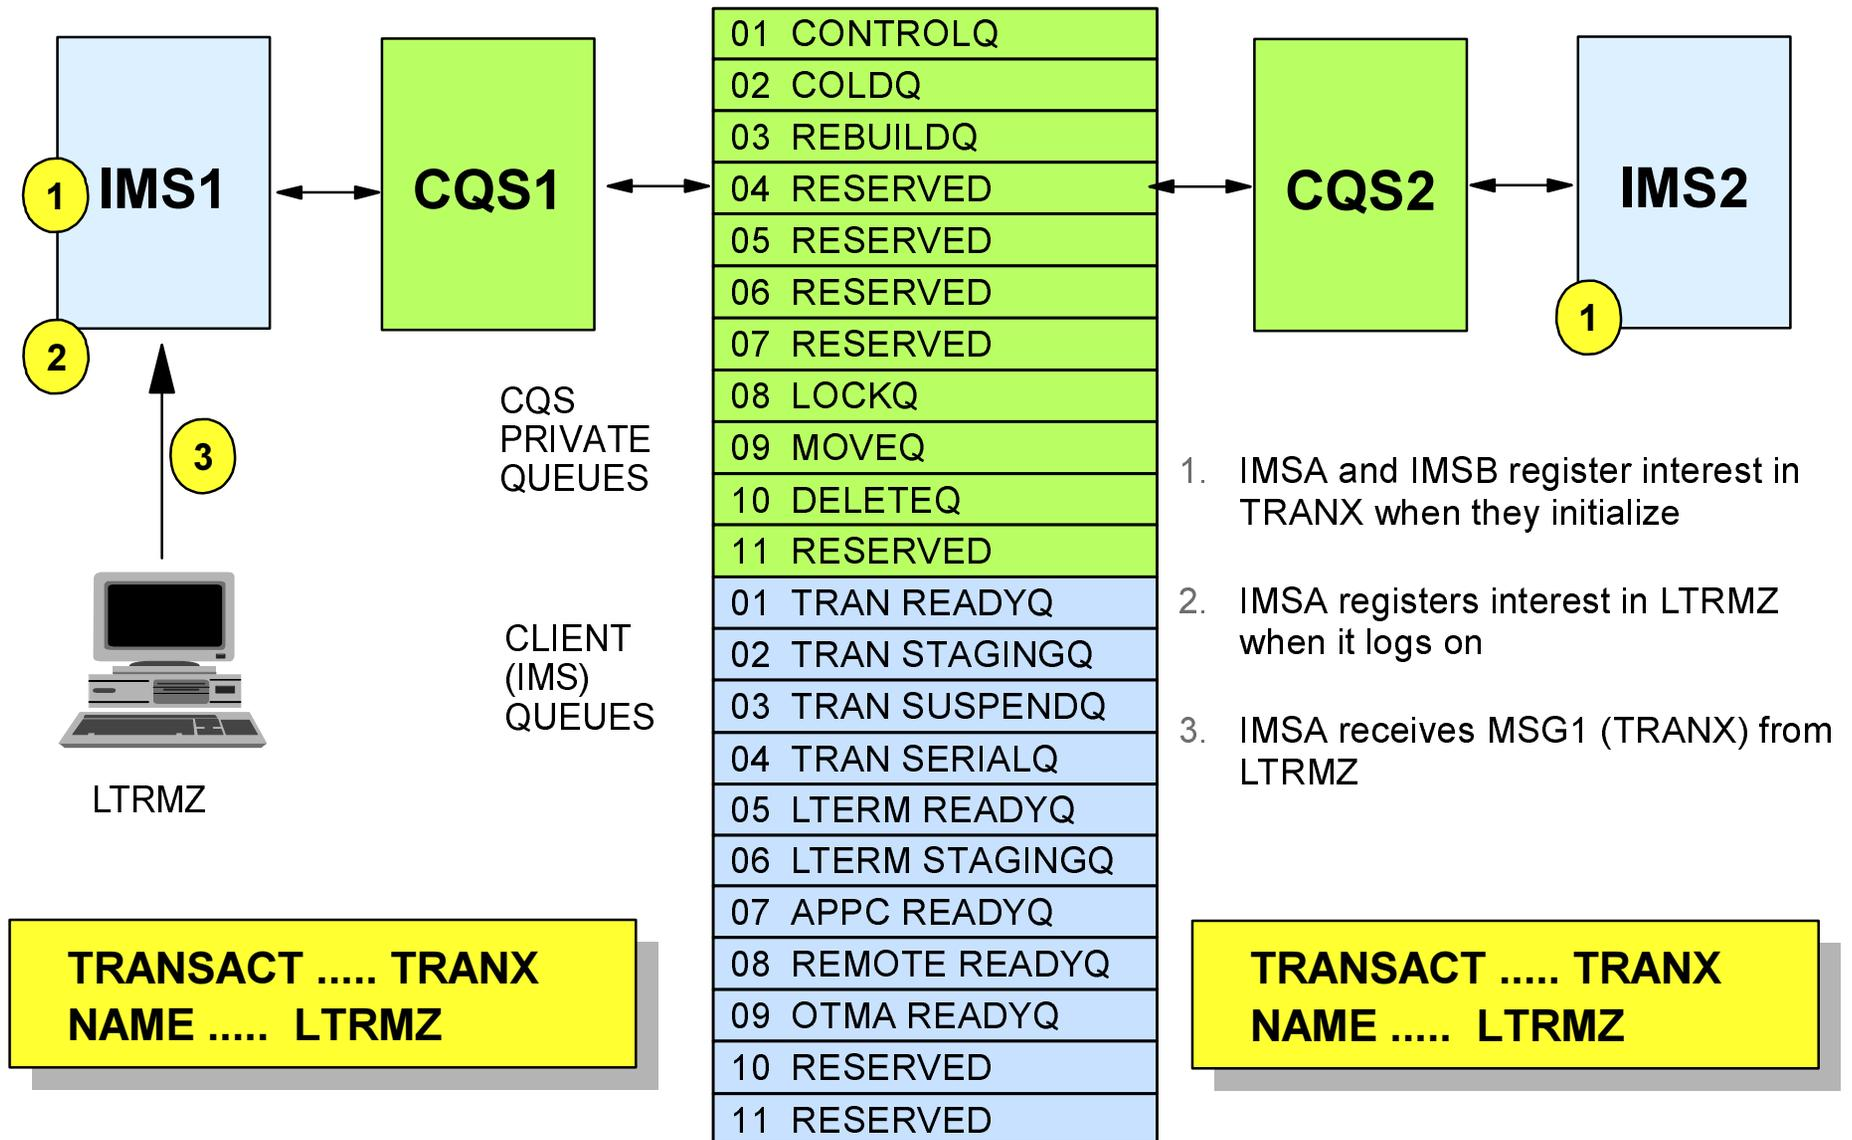 1
IMS1
2
3
LTRMZ
CQS1
CQS
PRIVATE
QUEUES
CLIENT
(IMS)
QUEUES
01 CONTROLQ
02 COLDQ
03 REBUILDQ
04 RESERVED
05 RESERVED
06 RESERVED
07 RESERVED
08 LOCKQ
09 MOVEQ
10 DELETEQ
11 RESERVED
01 TRAN READYQ
02 TRAN STAGINGQ
03 TRAN SUSPENDQ
04 TRAN SERIALQ
05 LTERM READYQ
06 LTERM STAGINGQ
07 APPC READYQ
08 REMOTE READYQ
09 OTMA READYQ
10 RESERVED
11 RESERVED
CQS2
IMS2
1
1. IMSA and IMSB register interest in
TRANX when they initialize
2. IMSA registers interest in LTRMZ
when it logs on
3. IMSA receives MSG1 (TRANX) from
LTRMZ
TRANSACT ..... TRANX
NAME ..... LTRMZ
TRANSACT ..... TRANX
NAME ..... LTRMZ